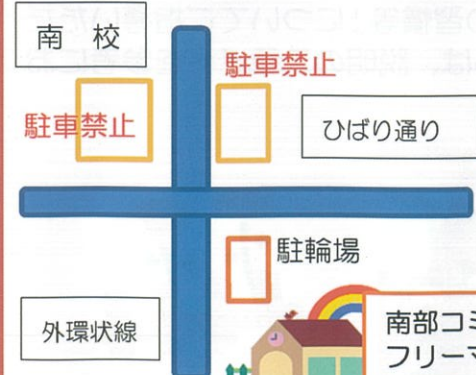 南 校
駐車禁止
駐車禁止
ひばり通り
駐輪場
外環状線
南部コミ
フリーマ